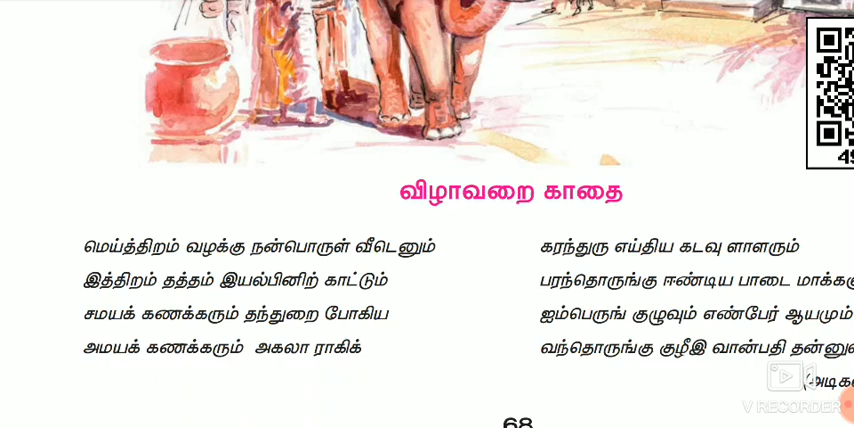 விழாவறை காதை
மெய்த்திறம் வழக்கு நன்பொருள் வீடெனும்
இத்திறம் தத்தம் இயல்பினிற் காட்டும்
சமயக் கணக்கரும் தந்துறை போகிய
அமயக் கணக்கரும் அகலா ராகிக்
கரந்துரு எய்திய கடவு ளாளரும்
பரந்தொருங்கு ஈண்டிய பாடை
ஐம்பெருங் குழுவும் எண்பேர் ஆயமும்
வந்தொருங்கு குழீஇ வான்பதி
68
V RECORDER